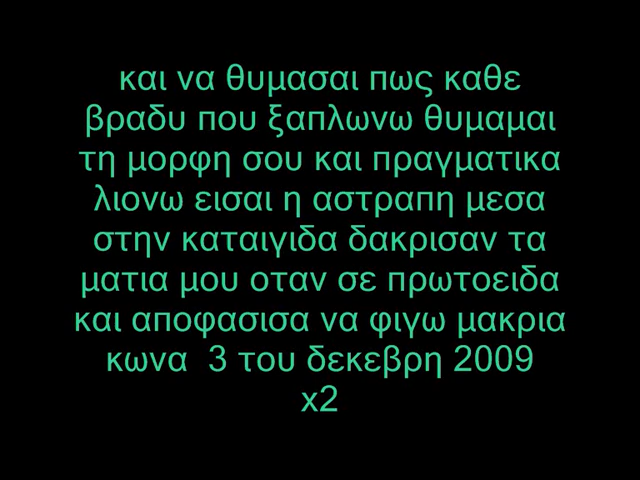 και να θυμασαι πως καθε
βραδυ που ξαπλωνω θυμαμαι
τη μορφη σου και πραγματικα
λιονω εισαι η αστραπη μεσα
στην καταιγιδα δακρισαν τα
ματια μου οταν σε πρωτοειδα
και αποφασισα να φιγω μακρια
κωνα  3 του δεκεβρη 2009
x2